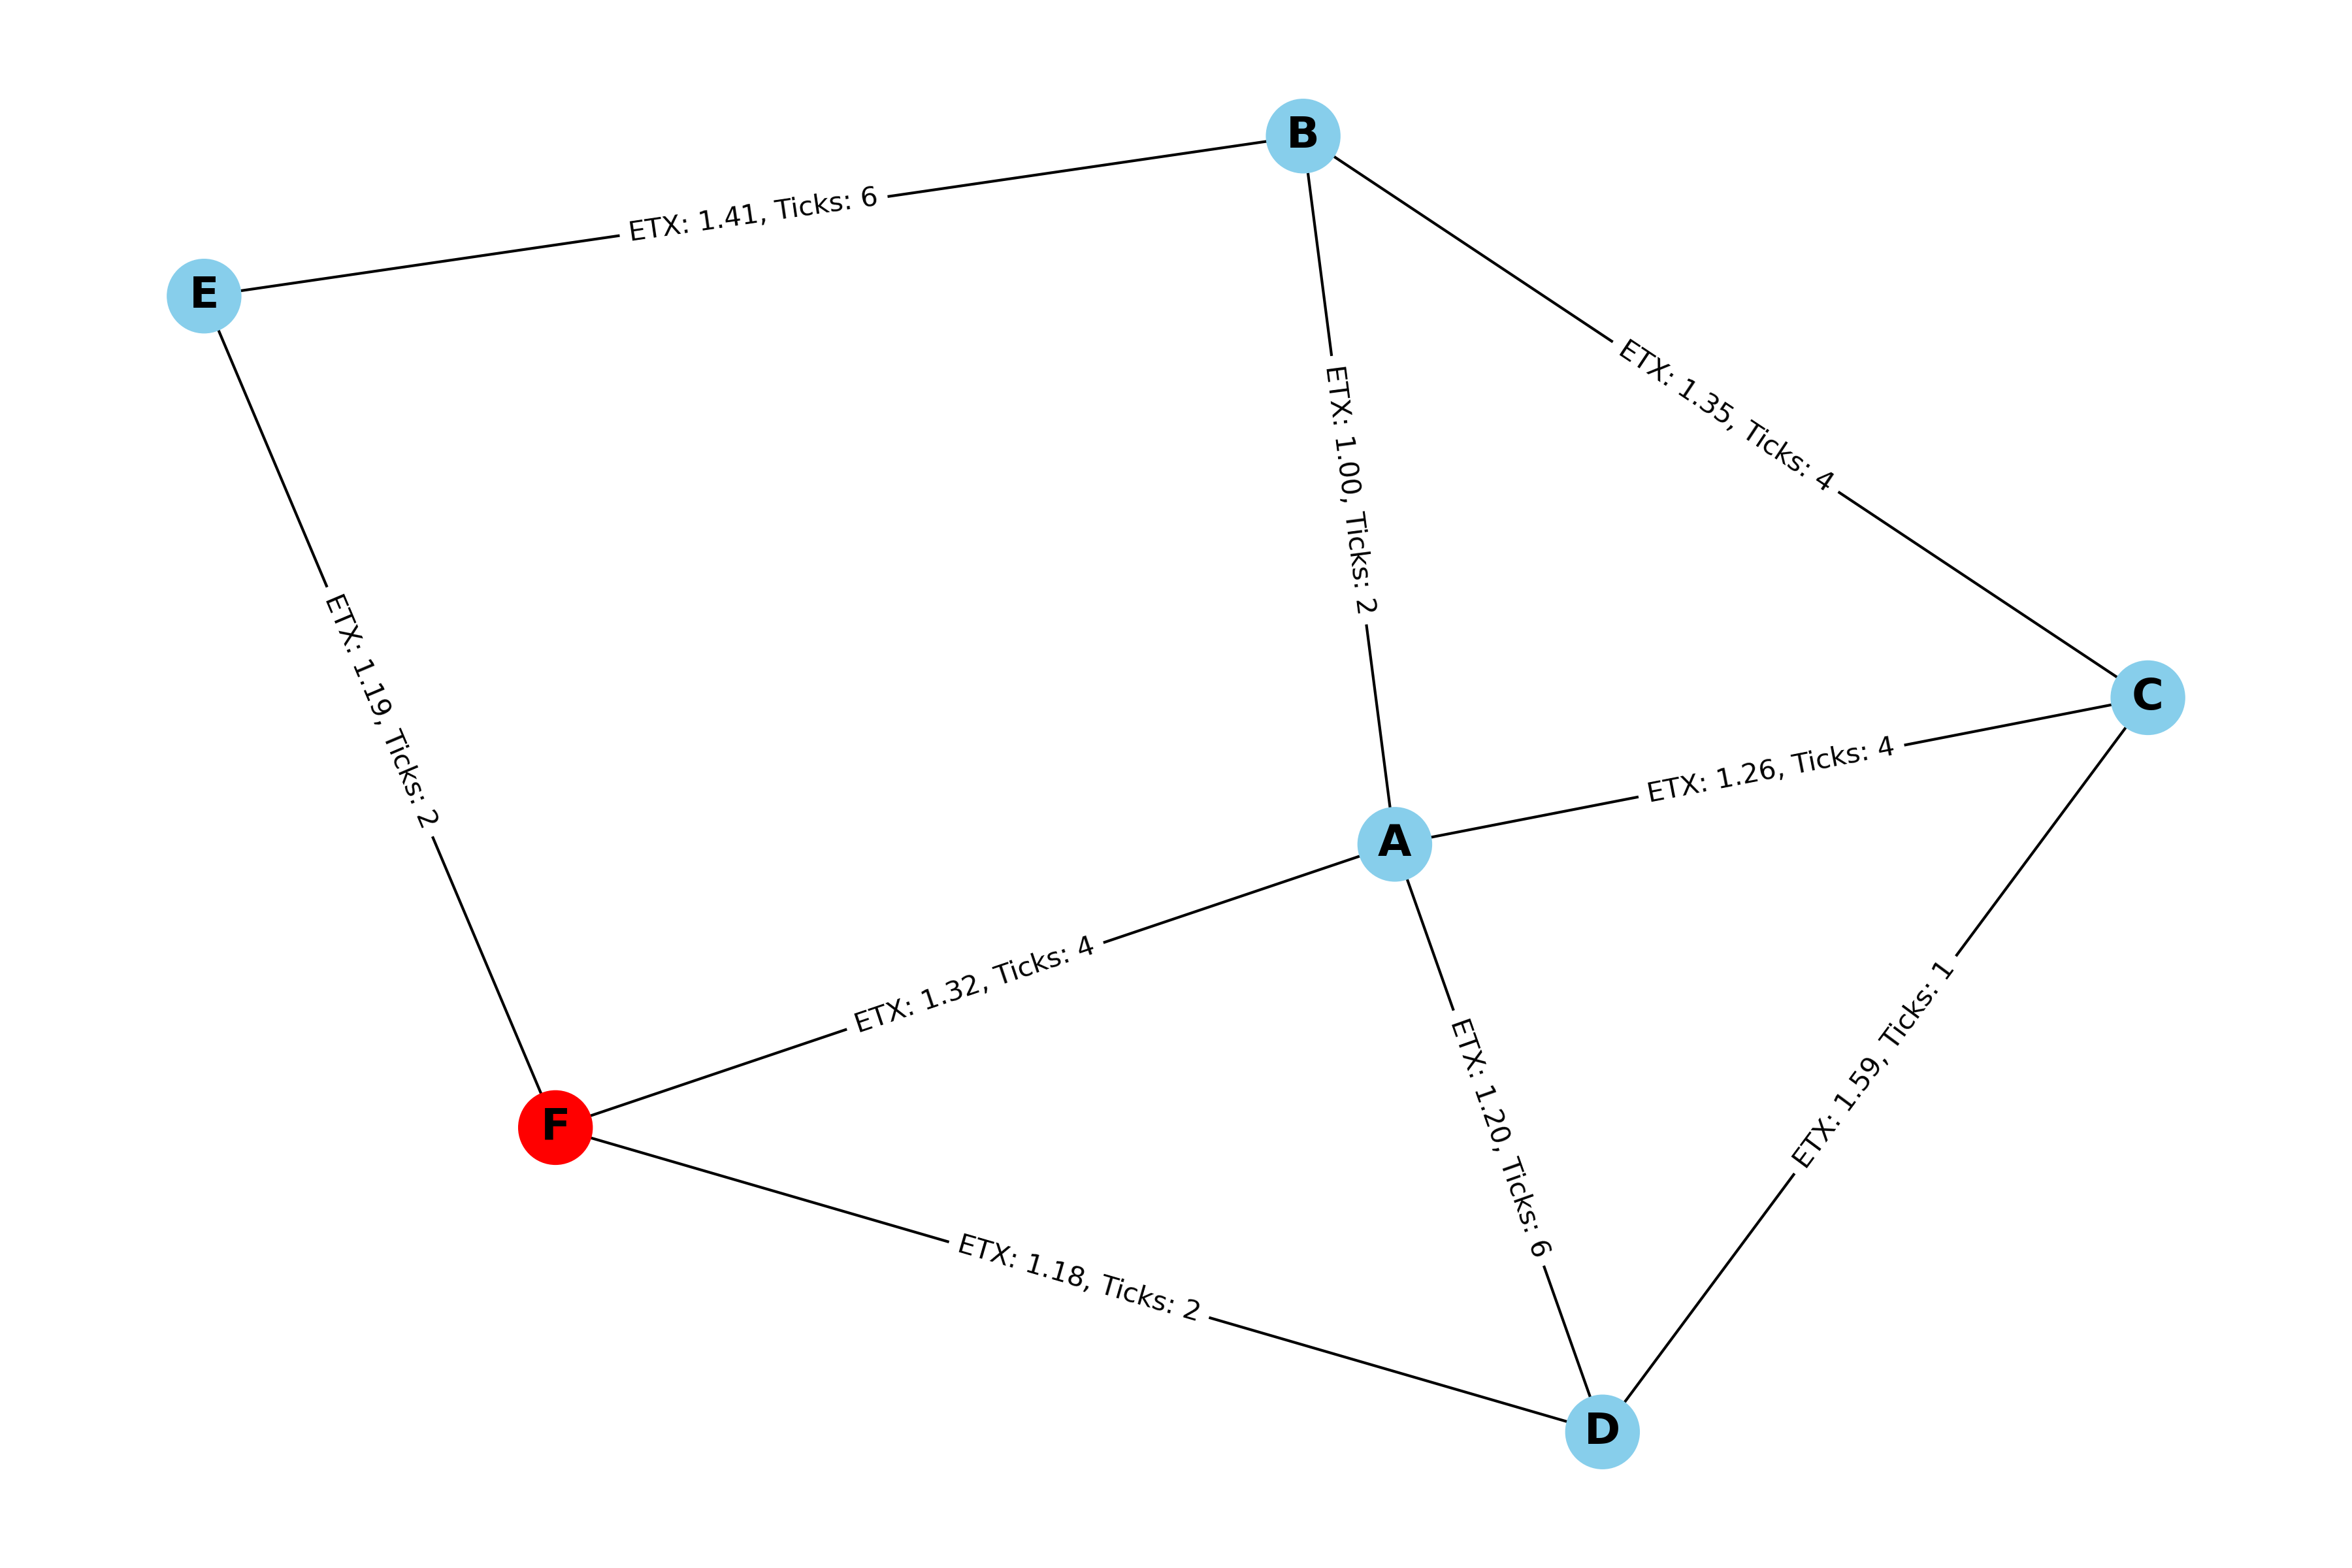 B
ETX: 1.41, Ticks: 6
E
ETX: 1.35, Ticks: 4
ETX: 1.00, Ticks: 2
ETX: 1.19, Ticks: 2
C
ETX: 1.26, Ticks: 4
A
ETX: 1.32, Ticks: 4
ETX: 1.59, Ticks: 1
F
ETX: 1.20, Ticks: 6
ETX: 1.18, Ticks: 2
D